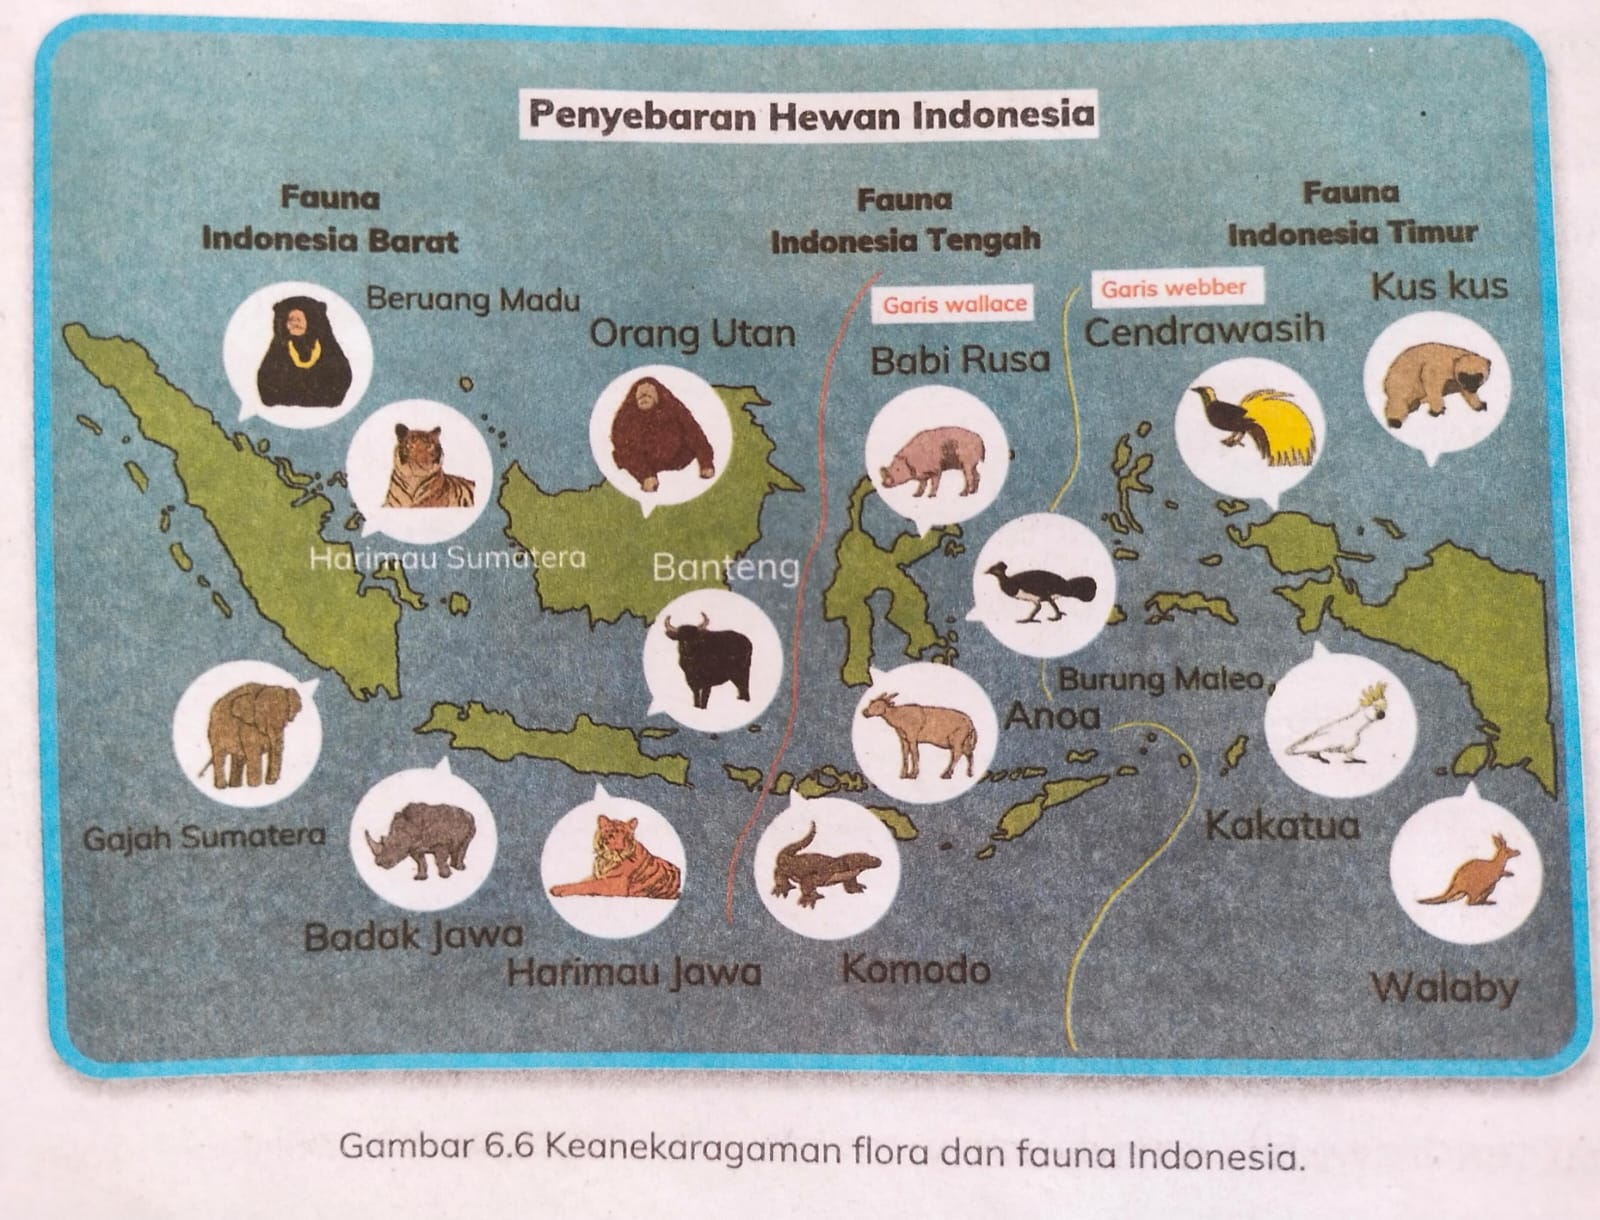 Penyebaran Hewan Indonesia
Fauna
Indonesia Barat
Fauna
Indonesia Tengah
Fauna
Indonesia Timur
Beruang Madu
Orang Utan
Garis wallace
Babi Rusa
Garis webber
Cendrawasih
Kus kus
Harimau Sumatera
Banteng
Burung Maleo,
Anoa
Gajah Sumatera
Kakatua
Badak Jawa
Harimau Jawa
Komodo
Walaby
Gambar 6.6 Keanekaragaman flora dan fauna Indonesia.